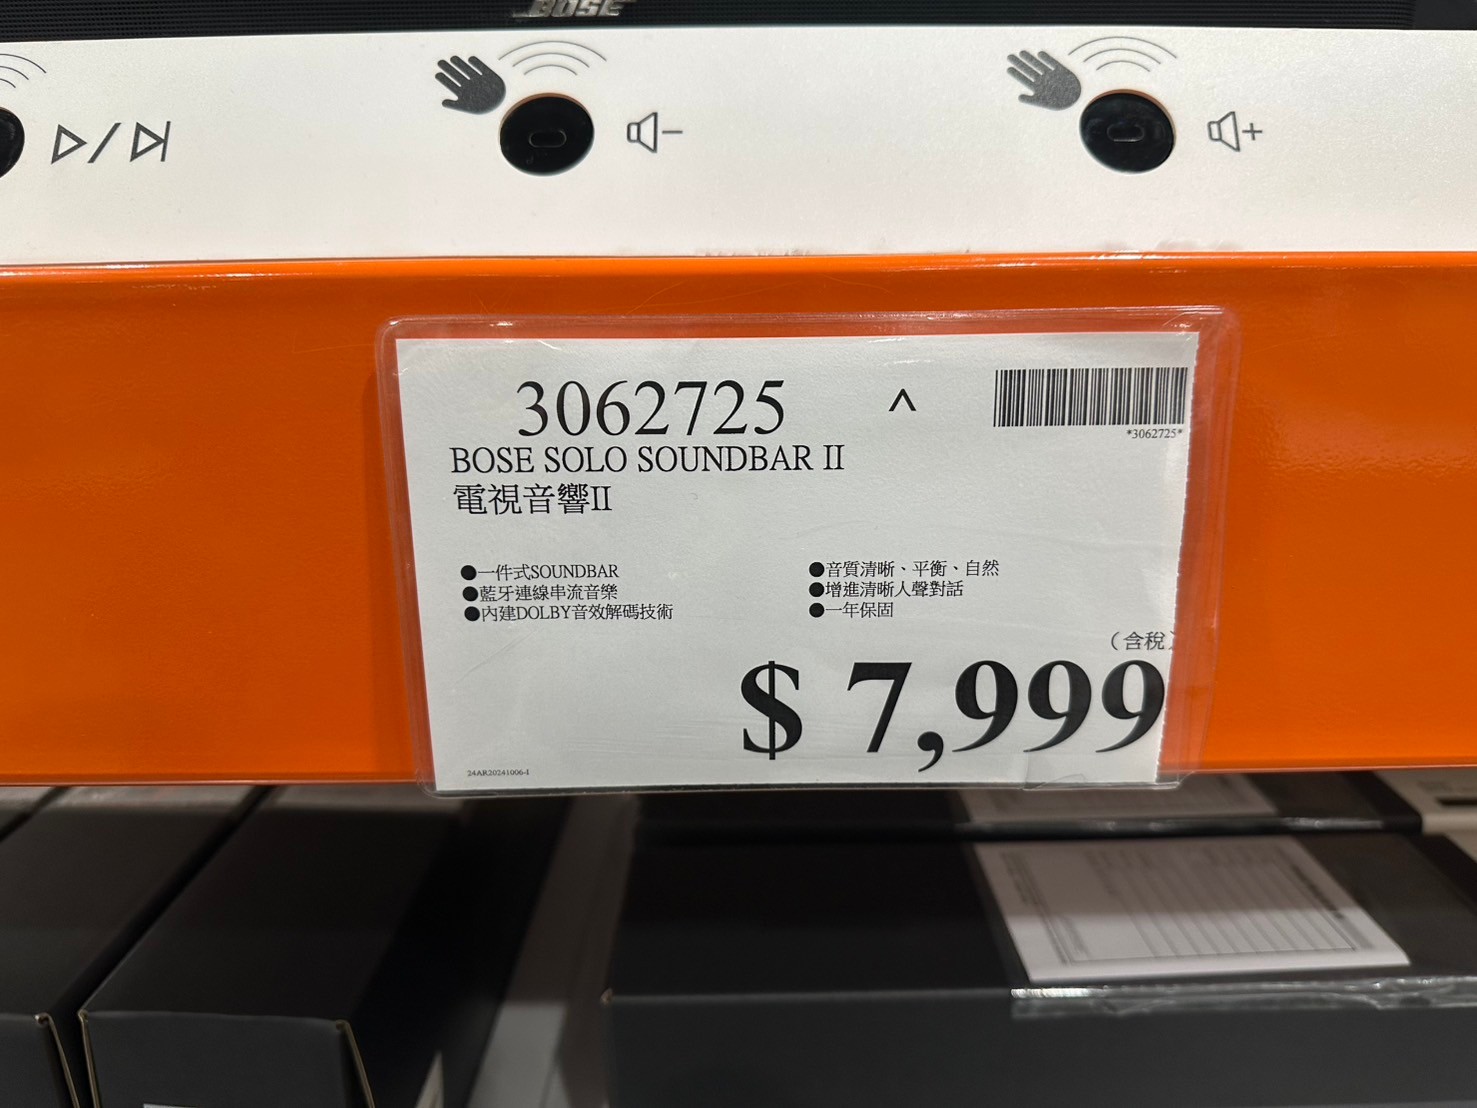 BOSE
3062725
^
*3062725*
BOSE SOLO SOUNDBAR II
電視音響II
●一件式SOUNDBAR
●藍牙連線串流音樂
●內建DOLBY音效解碼技術
●音質清晰、平衡、自然
●增進清晰人聲對話
●一年保固
（含稅）
$ 7,999
24AR20241006-1